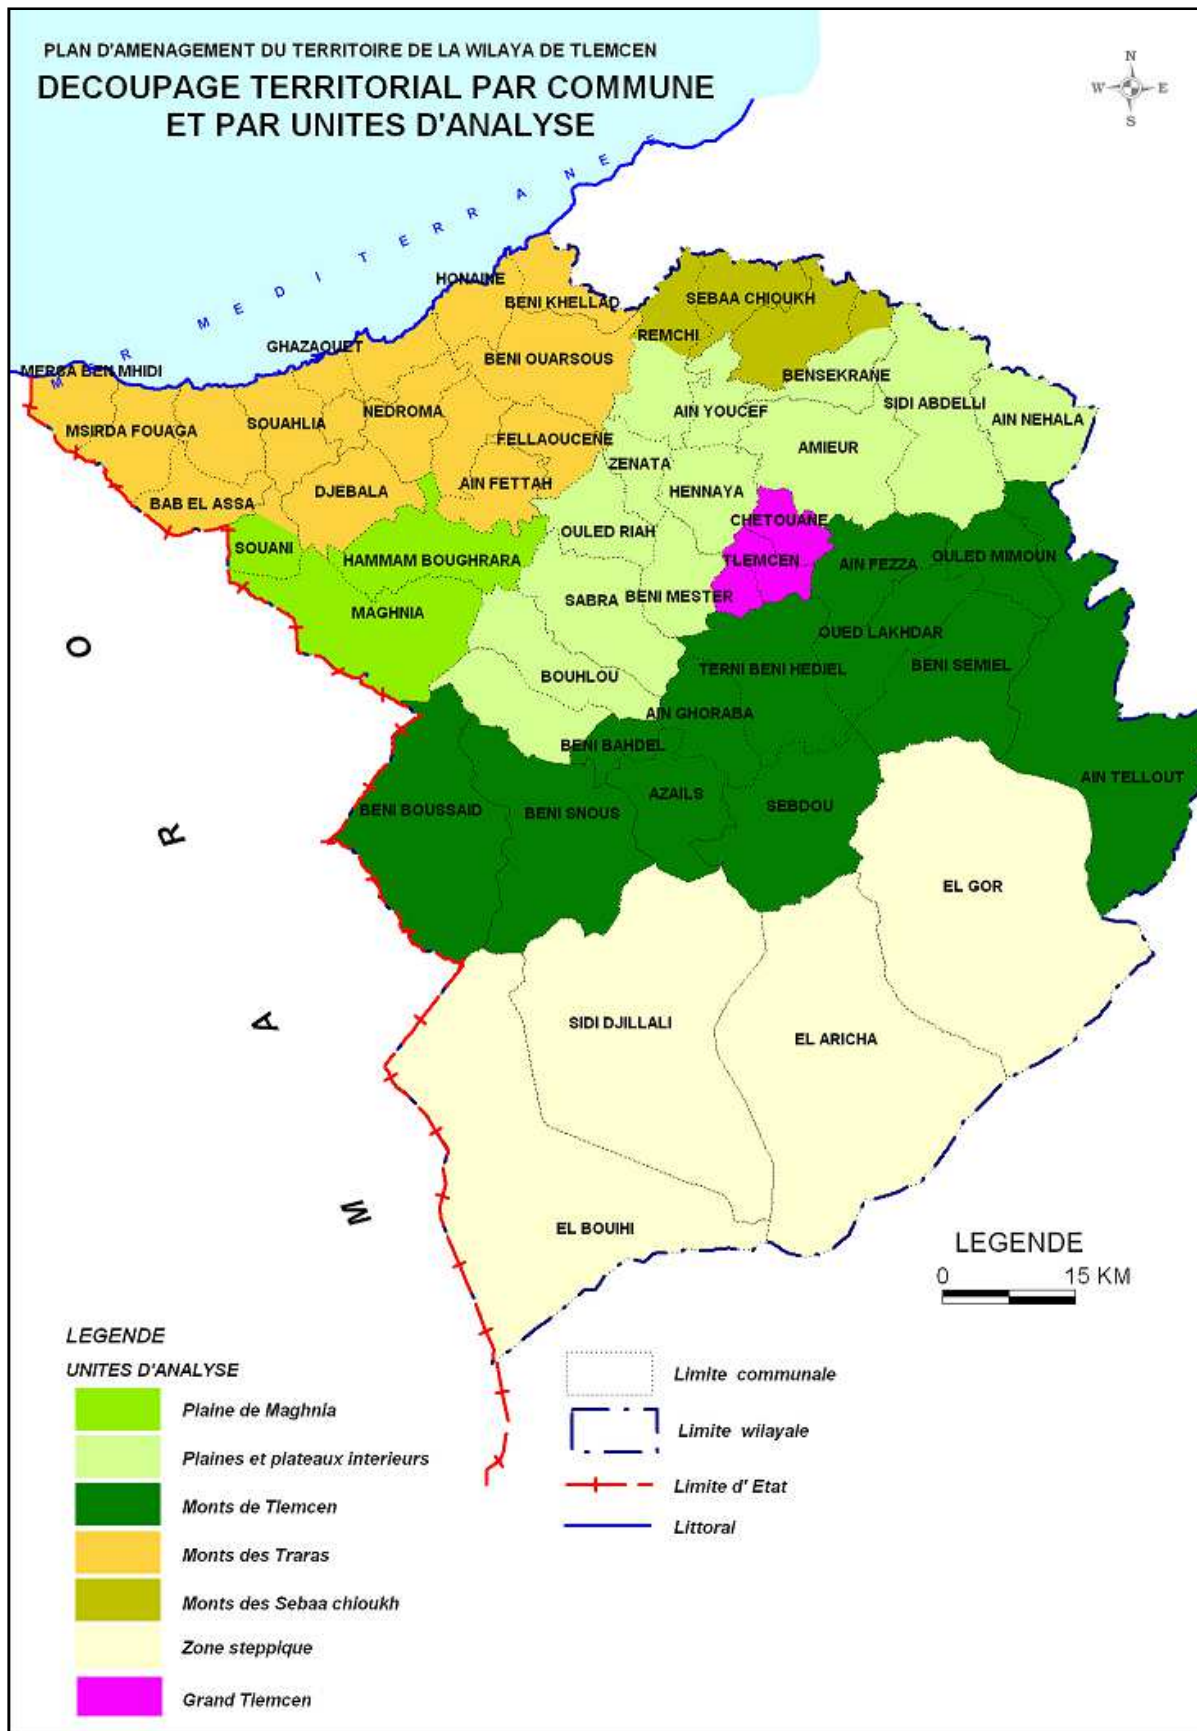 PLAN D'AMENAGEMENT DU TERRITOIRE DE LA WILAYA DE TLEMCEN
DECOUPAGE TERRITORIAL PAR COMMUNE
ET PAR UNITES D'ANALYSE
N
W E
S
MER MEDITERRANEE
HONAINE
BENI KHELLAD
SEBAA CHIOUKH
REMCHI
GHAZAOUET
BENI OUARSOUS
MERSA BEN MHIDI
BENSEKRANE
SIDI ABDELLI
AIN NEHALA
NEDROMA
AIN YOUCEF
SOUAHLIA
MSIRDA FOUAGA
FELLAOUCENE
AMIEUR
ZENATA
AIN FETTAH
DJEBALA
HENNAYA
BAB EL ASSA
CHETOUANE
OULED RIAH
SOUANI
HAMMAM BOUGHRARA
TLEMCEN
AIN FEZZA
OULED MIMOUN
SABRA
BENI MESTER
MAGHNIA
OUED LAKHDAR
TERNI BENI HEDIEL
BENI SEMIEL
BOUHLOU
AIN GHORABA
BENI BAHDEL
AIN TELLOUT
AZAILS
BENI BOUSSAID
BENI SNOUS
SEBDOU
EL GOR
SIDI DJILLALI
EL ARICHA
EL BOUIHI
MARO
LEGENDE
0 15 KM
LEGENDE
UNITES D'ANALYSE
Plaine de Maghnia
Plaines et plateaux interieurs
Monts de Tlemcen
Monts des Traras
Monts des Sebaa chioukh
Zone steppique
Grand Tlemcen
Limite communale
Limite wilayale
Limite d' Etat
Littoral